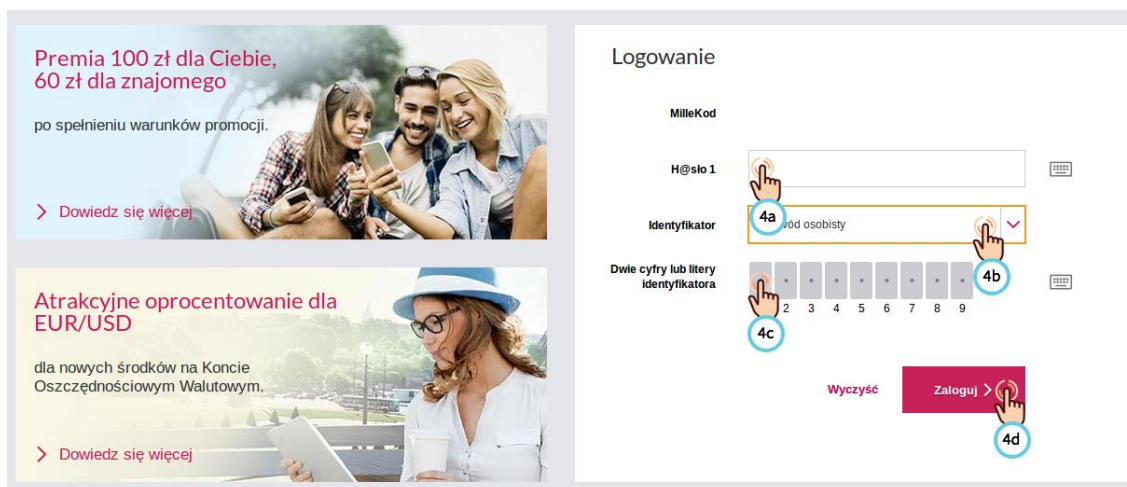 Premia 100 zł dla Ciebie,
60 zł dla znajomego
po spełnieniu warunków promocji.
Dowiedz się więcej
Atrakcyjne oprocentowanie dla
EUR/USD
dla nowych środków na Koncie
Oszczędnościowym Walutowym.
Dowiedz się więcej
Logowanie
MilleKod
H@sło 1
4a
Identyfikator
wód osobisty
4b
Dwie cyfry lub litery
identyfikatora
2 3 4 5 6 7 8 9
4c
Wyczyść
Zaloguj
4d